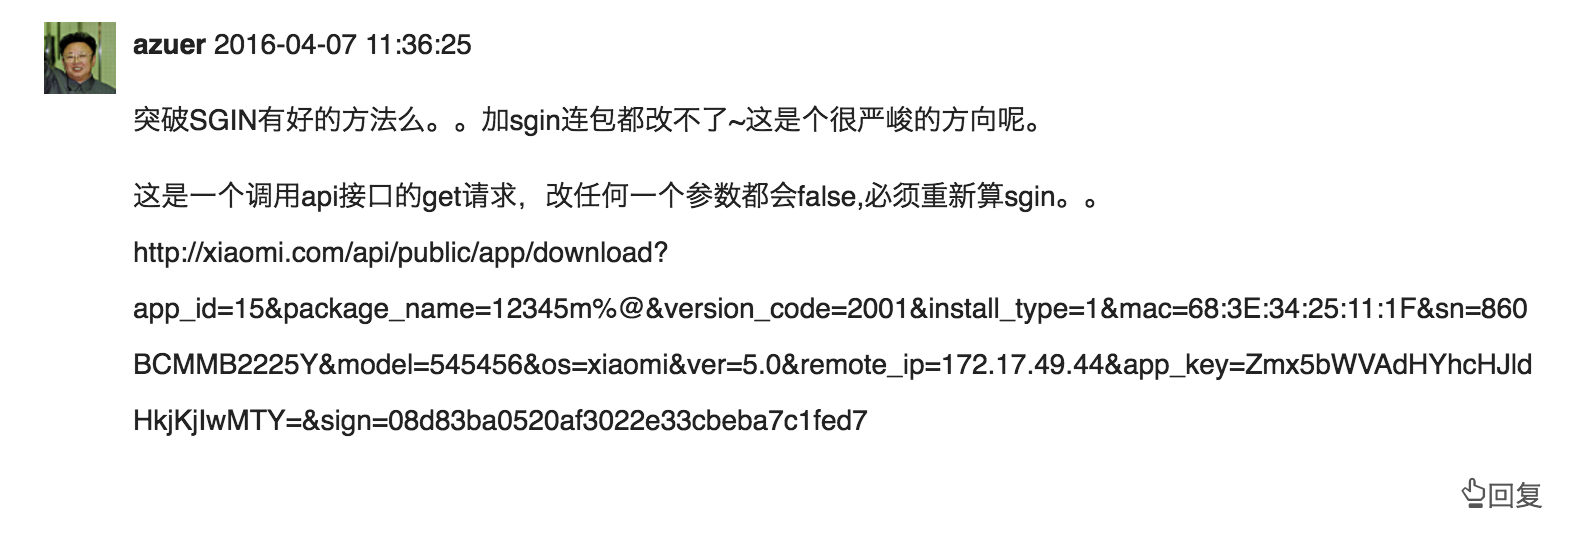 azuer 2016-04-07 11:36:25
突破SGIN有好的方法么。。加sgin连包都改不了~这是个很严峻的方向呢。
这是一个调用api接口的get请求，改任何一个参数都会false,必须重新算sgin。。
http://xiaomi.com/api/public/app/download?
app_id=15&package_name=12345m%@&version_code=2001&install_type=1&mac=68:3E:34:25:11:1F&sn=860
BCMMB2225Y&model=545456&os=xiaomi&ver=5.0&remote_ip=172.17.49.44&app_key=Zmx5bWVAdHYhcHJld
HkjKjIwMTY=&sign=08d83ba0520af3022e33cbeba7c1fed7
回复